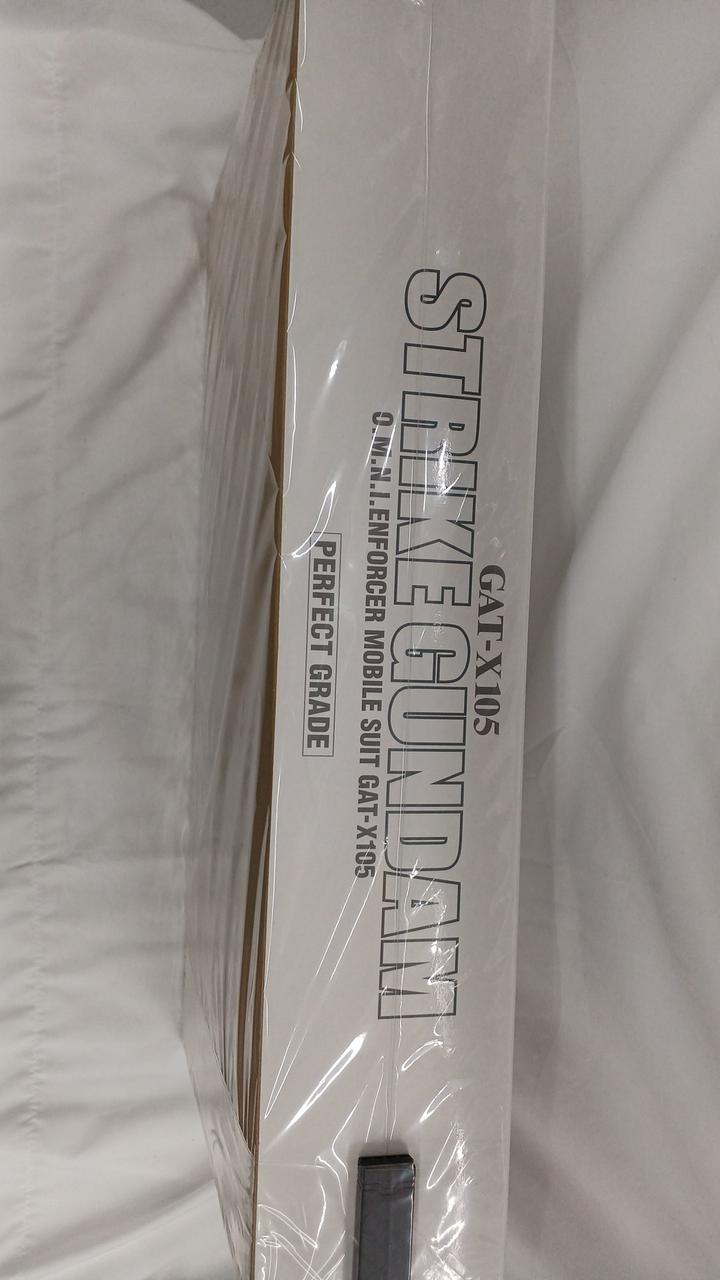 GAT-X105
STRIKE GUNDAM
O.M.N.I.ENFORCER MOBILE SUIT GAT-X105
PERFECT GRADE